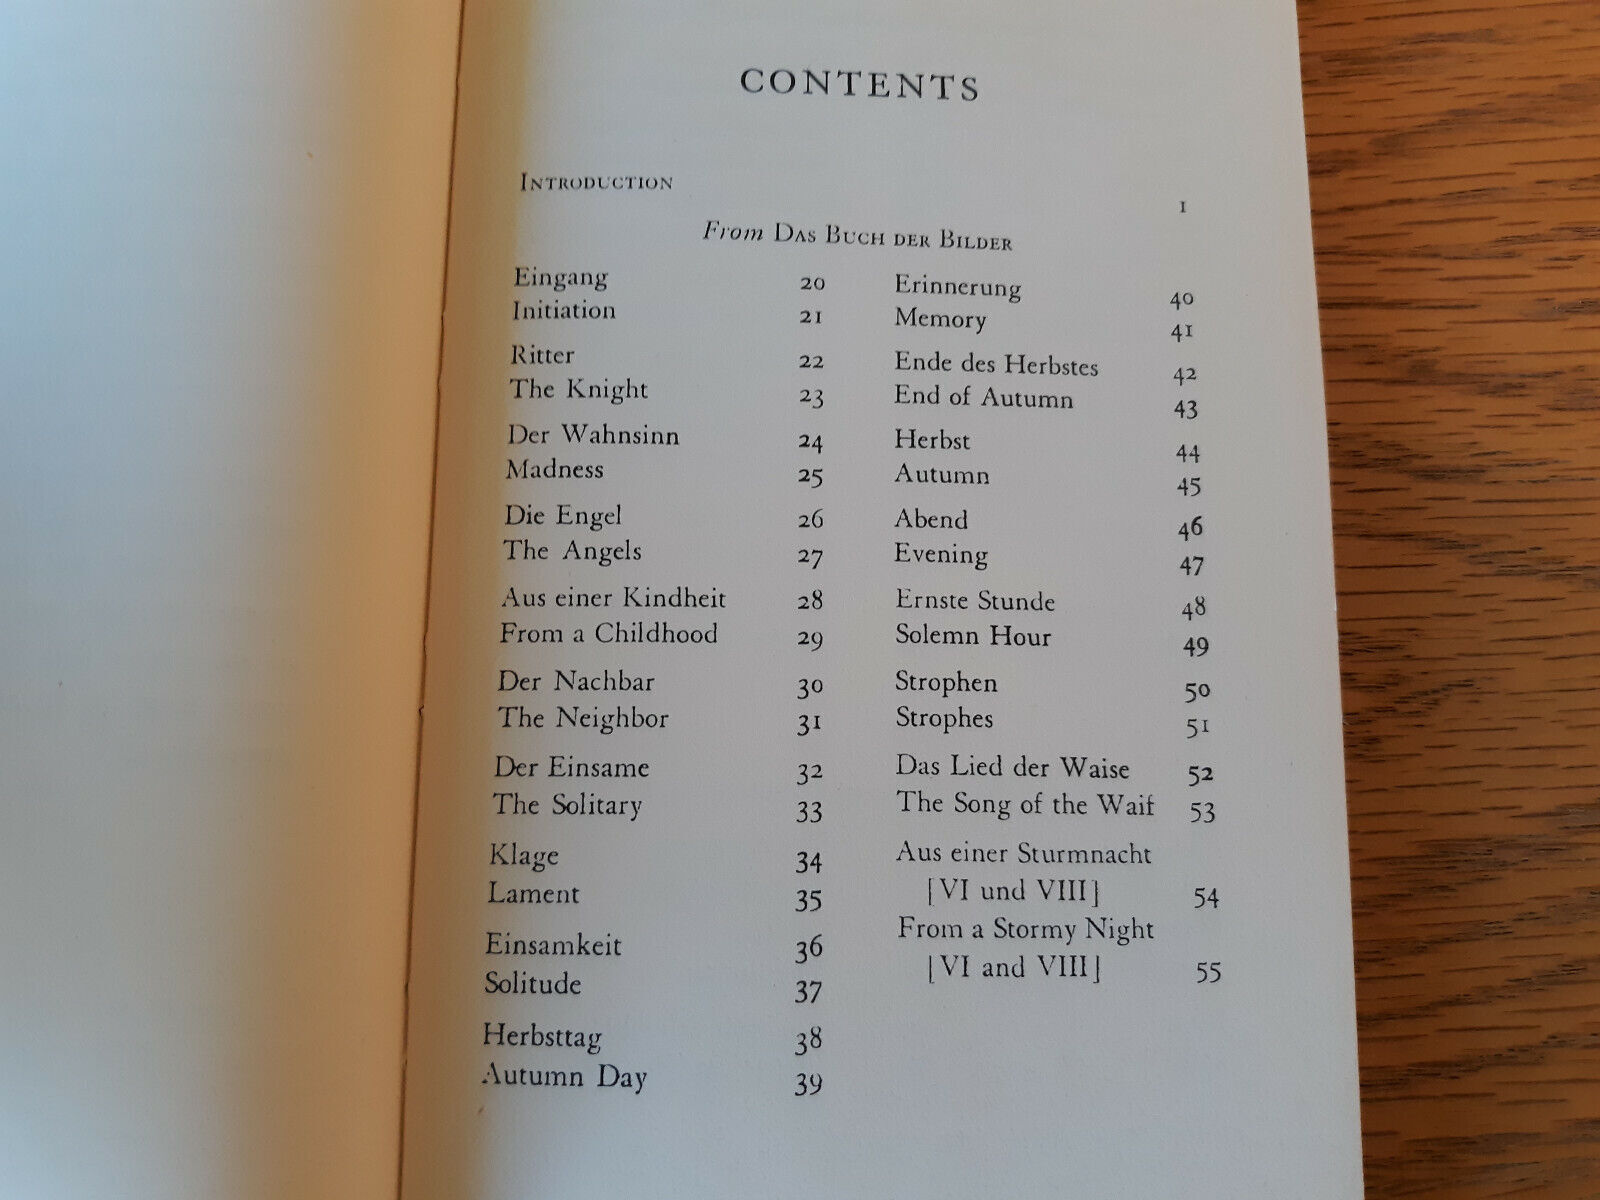 CONTENTS
INTRODUCTION 1
From DAS BUCH DER BILDER
Eingang 20
Initiation 21
Ritter 22
The Knight 23
Der Wahnsinn 24
Madness 25
Die Engel 26
The Angels 27
Aus einer Kindheit 28
From a Childhood 29
Der Nachbar 30
The Neighbor 31
Der Einsame 32
The Solitary 33
Klage 34
Lament 35
Einsamkeit 36
Solitude 37
Herbsttag 38
Autumn Day 39
Erinnerung 40
Memory 41
Ende des Herbstes 42
End of Autumn 43
Herbst 44
Autumn 45
Abend 46
Evening 47
Ernste Stunde 48
Solemn Hour 49
Strophen 50
Strophes 51
Das Lied der Waise 52
The Song of the Waif 53
Aus einer Sturmnacht
[VI und VIII] 54
From a Stormy Night
[VI and VIII] 55